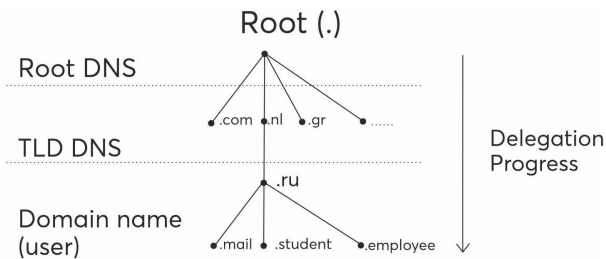 Root (.)
Root DNS
.com .nl .gr ......
TLD DNS
Delegation
Progress
.ru
Domain name
(user)
.mail .student .employee